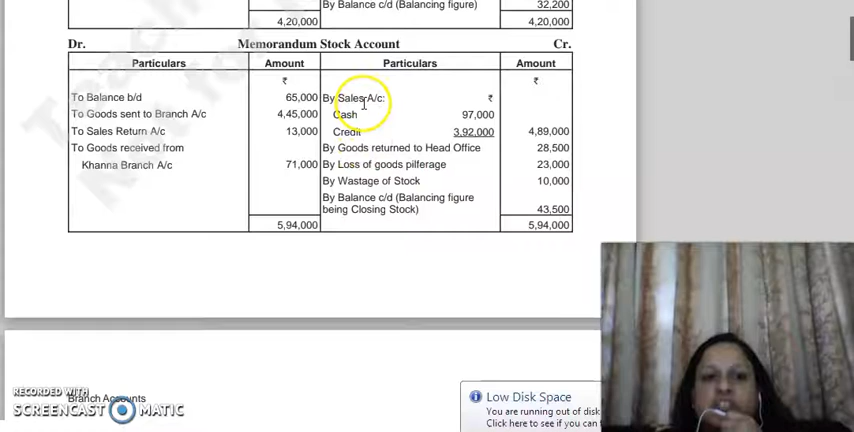 By Balance c/d (Balancing figure) 32,200
4,20,000 4,20,000
Dr. Memorandum Stock Account Cr.
Particulars Amount Particulars Amount
₹ ₹
To Balance b/d 65,000 By Sales A/c: ₹
To Goods sent to Branch A/c 4,45,000 Cash 97,000
To Sales Return A/c 13,000 Credit 3,92,000 4,89,000
To Goods received from By Goods returned to Head Office 28,500
Khanna Branch A/c 71,000 By Loss of goods pilferage 23,000
By Wastage of Stock 10,000
By Balance c/d (Balancing figure
being Closing Stock) 43,500
5,94,000 5,94,000
RECORDED WITH
Branch Accounts
SCREENCAST MATIC
Low Disk Space
You are running out of disk
Click here to see if you can